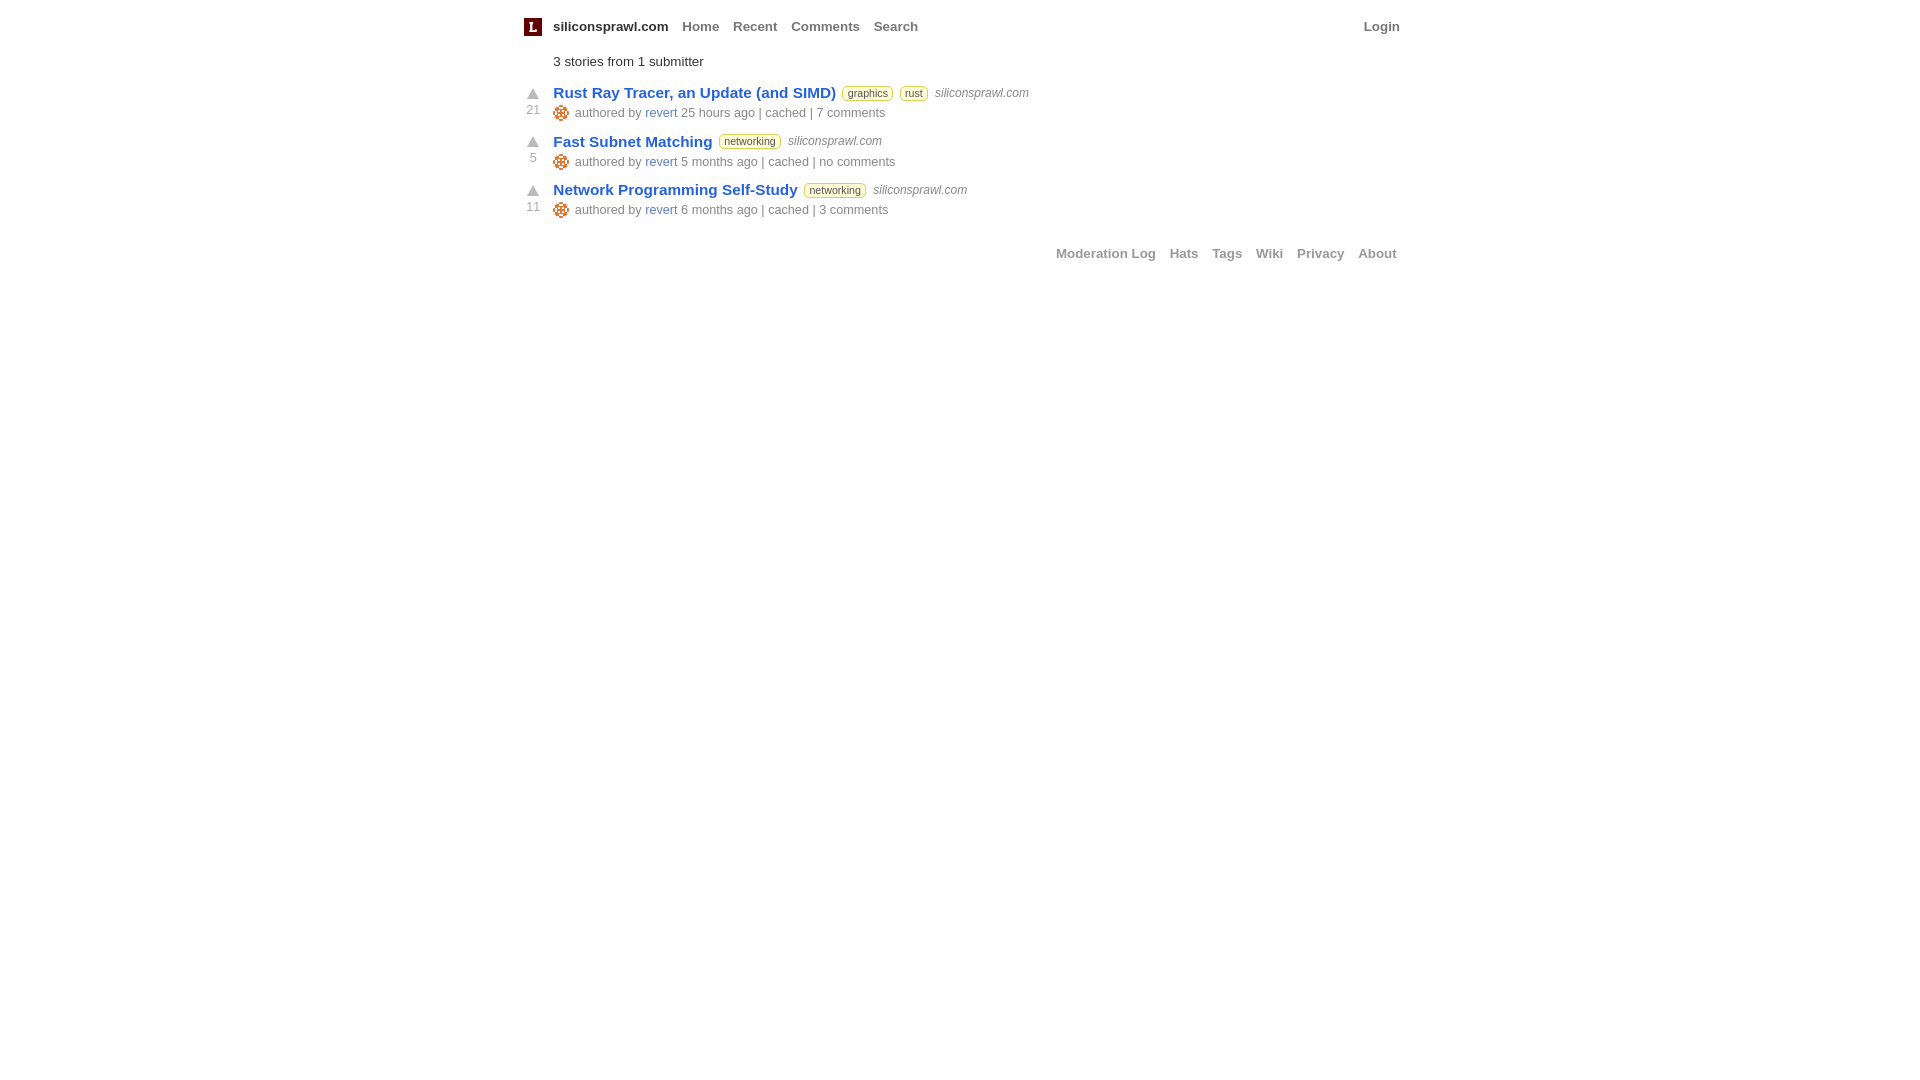 L siliconsprawl.com Home Recent Comments Search Login
3 stories from 1 submitter
Rust Ray Tracer, an Update (and SIMD) graphics rust siliconsprawl.com
21 authored by revert 25 hours ago | cached | 7 comments
Fast Subnet Matching networking siliconsprawl.com
5 authored by revert 5 months ago | cached | no comments
Network Programming Self-Study networking siliconsprawl.com
11 authored by revert 6 months ago | cached | 3 comments
Moderation Log Hats Tags Wiki Privacy About